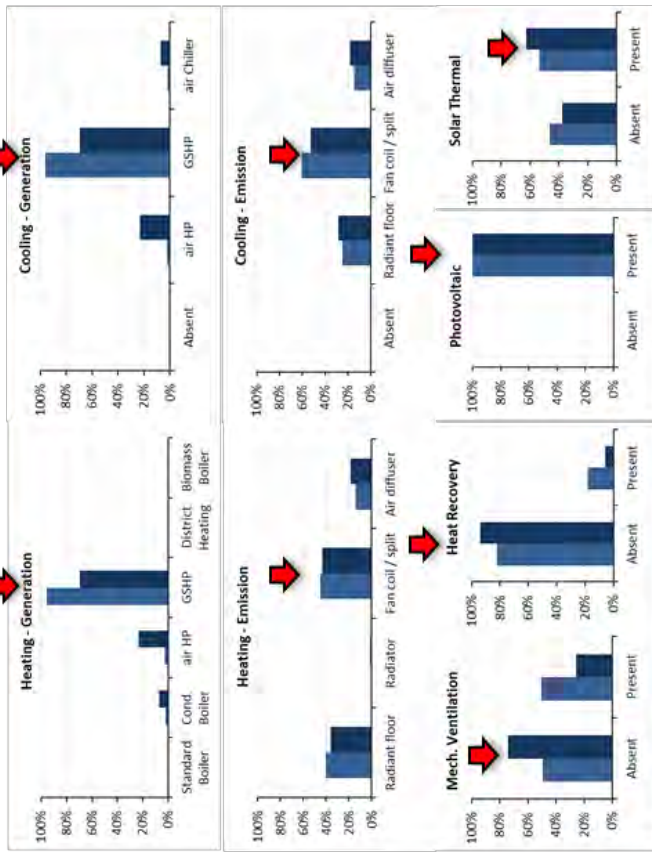 Heating - Generation
100%
80%
60%
40%
20%
0%
Standard Boiler
Cond. Boiler
air HP
GSHP
District Heating
Biomass Boiler
Cooling - Generation
100%
80%
60%
40%
20%
0%
Absent
air HP
GSHP
air Chiller
Heating - Emission
100%
80%
60%
40%
20%
0%
Radiant floor
Radiator
Fan coil / split
Air diffuser
Cooling - Emission
100%
80%
60%
40%
20%
0%
Absent
Radiant floor
Fan coil / split
Air diffuser
Mech. Ventilation
100%
80%
60%
40%
20%
0%
Absent
Present
Heat Recovery
100%
80%
60%
40%
20%
0%
Absent
Present
Photovoltaic
100%
80%
60%
40%
20%
0%
Absent
Present
Solar Thermal
100%
80%
60%
40%
20%
0%
Absent
Present